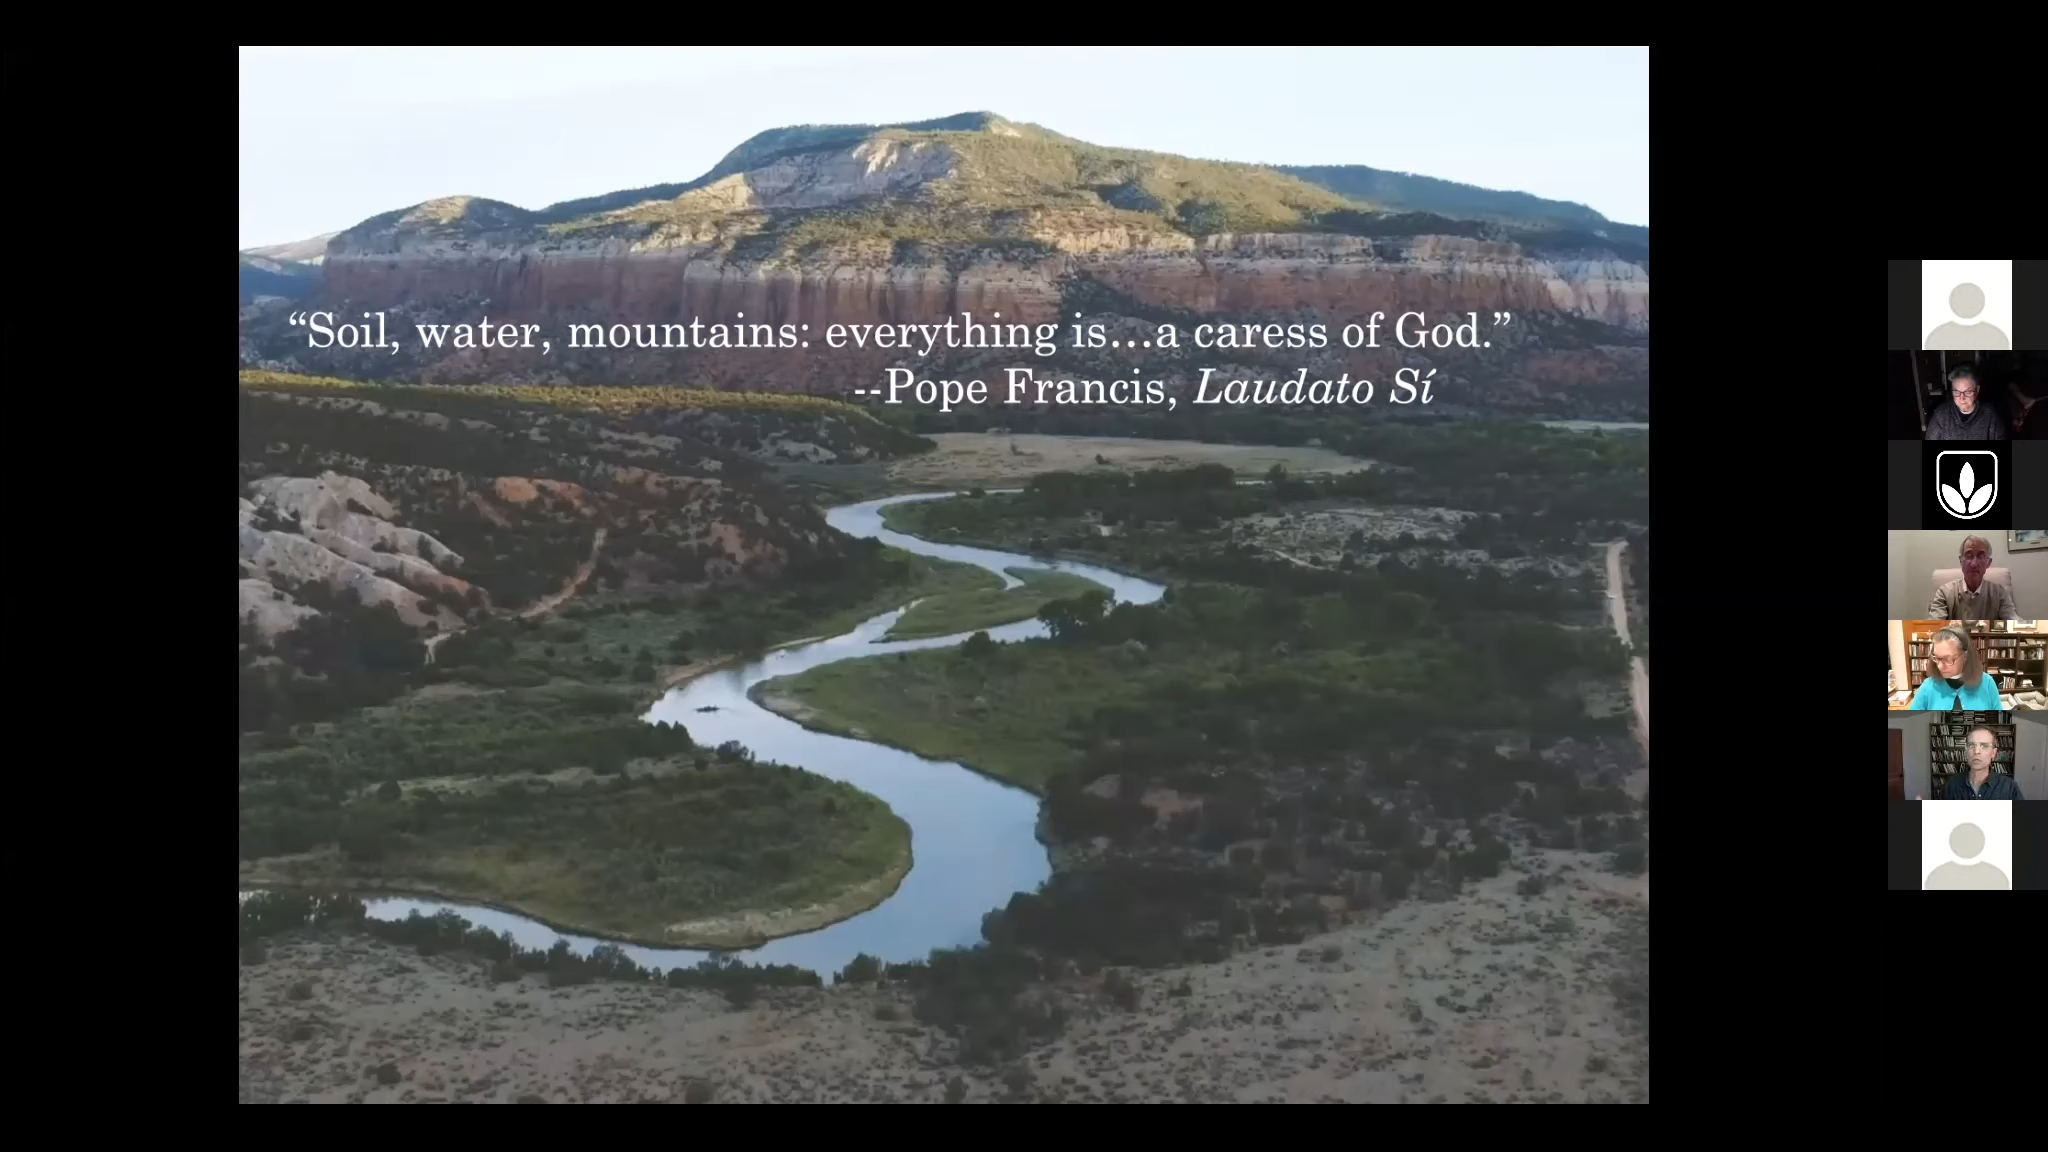 “Soil, water, mountains: everything is…a caress of God.”
--Pope Francis, Laudato Sí